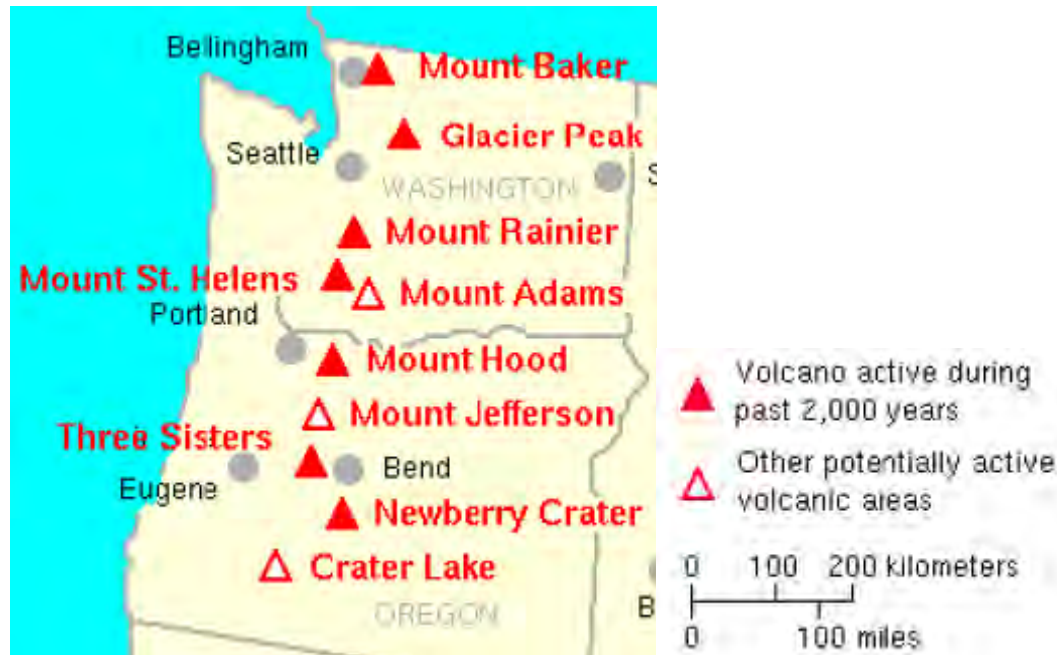 Bellingham
Mount Baker
Glacier Peak
Seattle
S
WASHINGTON
Mount Rainier
Mount St. Helens
Mount Adams
Portland
Mount Hood
Mount Jefferson
Three Sisters
Bend
Eugene
Newberry Crater
Crater Lake
OREGON
B
Volcano active during
past 2,000 years
Other potentially active
volcanic areas
0 100 200 kilometers
0 100 miles